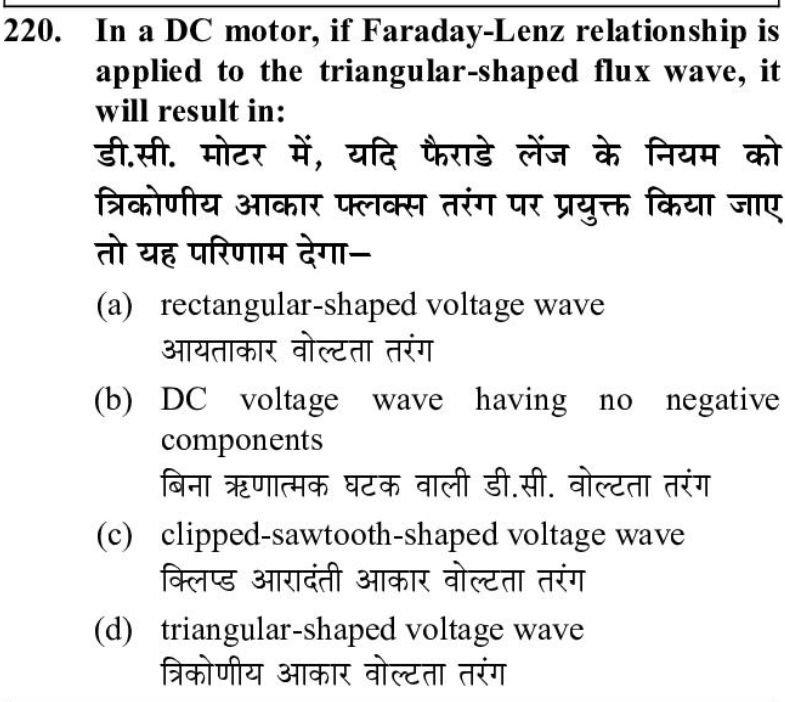 220. In a DC motor, if Faraday-Lenz relationship is
applied to the triangular-shaped flux wave, it
will result in:
डी.सी. मोटर में, यदि फैराडे लेंज के नियम को
त्रिकोणीय आकार फ्लक्स तरंग पर प्रयुक्त किया जाए
तो यह परिणाम देगा–
(a) rectangular-shaped voltage wave
आयताकार वोल्टता तरंग
(b) DC voltage wave having no negative
components
बिना ऋणात्मक घटक वाली डी.सी. वोल्टता तरंग
(c) clipped-sawtooth-shaped voltage wave
क्लिप्ड आरादंती आकार वोल्टता तरंग
(d) triangular-shaped voltage wave
त्रिकोणीय आकार वोल्टता तरंग